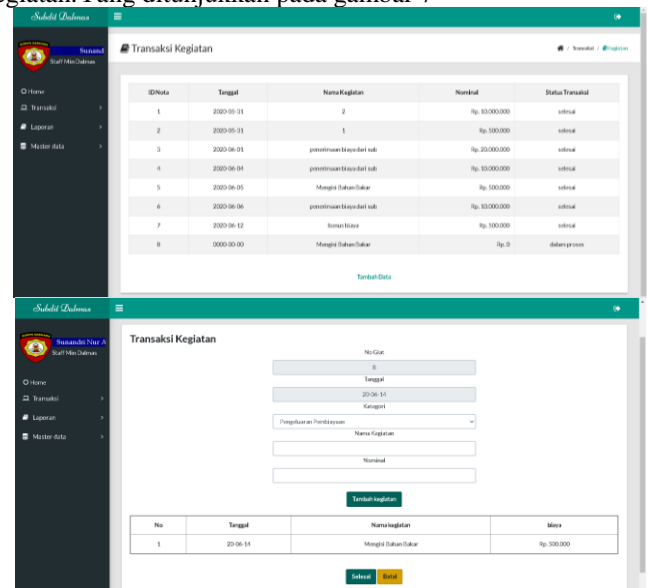 egiatan. Yang ditunjukkan pada gambar 7
Subdit Dalmas
Sunand
Staff Min Dalmas
Transaksi Kegiatan
/ Transaksi / Kegiatan
Home
Transaksi
Laporan
Master data
ID Nota Tanggal Nama Kegiatan Nominal Status Transaksi
1 2020-05-31 2 Rp. 10.000.000 selesai
2 2020-05-31 1 Rp. 500.000 selesai
3 2020-06-01 penerimaan biaya dari sub Rp. 20.000.000 selesai
4 2020-06-04 penerimaan biaya dari sub Rp. 10.000.000 selesai
5 2020-06-05 Mengisi Bahan Bakar Rp. 500.000 selesai
6 2020-06-06 penerimaan biaya dari sub Rp. 10.000.000 selesai
7 2020-06-12 bonus biaya Rp. 100.000 selesai
8 0000-00-00 Mengisi Bahan Bakar Rp. 0 dalam proses
Tambah Data
Subdit Dalmas
Sunandri Nur A
Staff Min Dalmas
Home
Transaksi
Laporan
Master data
Transaksi Kegiatan
No Giat
8
Tanggal
20-06-14
Kategori
Pengeluaran Pembiayaan
Nama Kegiatan
Nominal
Tambah kegiatan
No Tanggal Nama kegiatan biaya
1 20-06-14 Mengisi Bahan Bakar Rp. 500.000
Selesai Batal